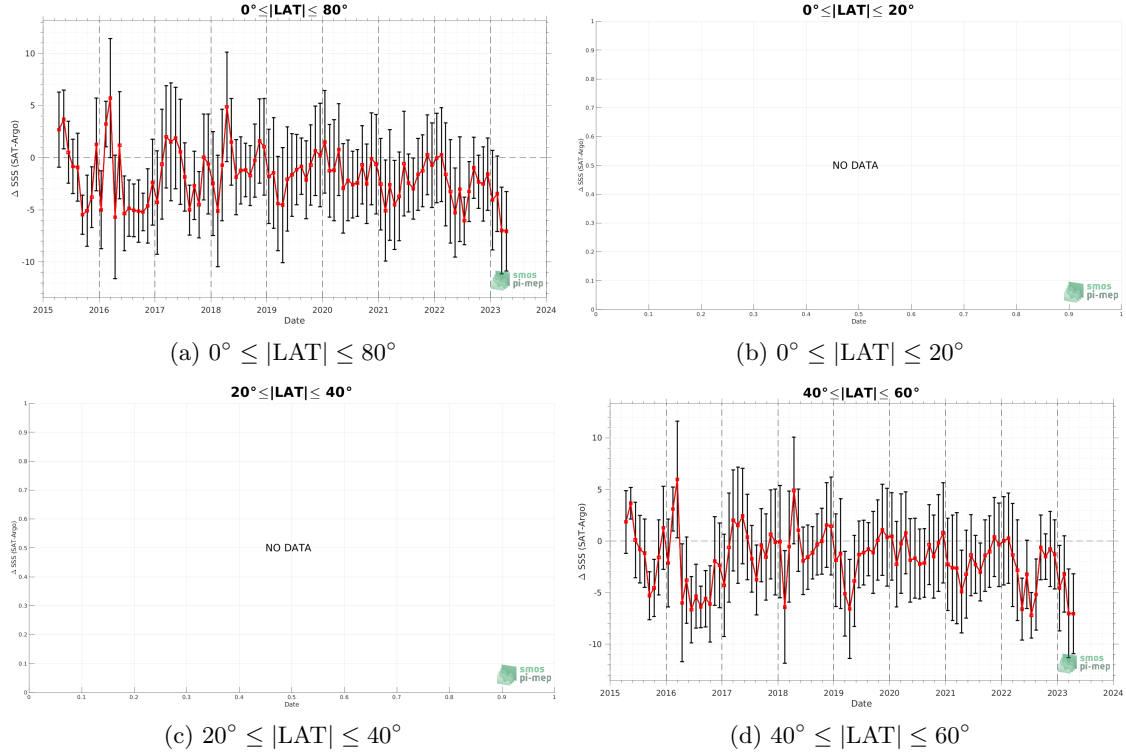 0°≤|LAT|≤ 80°
10
5
0
-5
-10
Δ SSS (SAT-Argo)
2015 2016 2017 2018 2019 2020 2021 2022 2023 2024
Date
smos
pi-mep
(a) 0° ≤ |LAT| ≤ 80°
0°≤|LAT|≤ 20°
1
0.9
0.8
0.7
0.6
0.5
0.4
0.3
0.2
0.1
0
Δ SSS (SAT-Argo)
NO DATA
0 0.1 0.2 0.3 0.4 0.5 0.6 0.7 0.8 0.9 1
Date
smos
pi-mep
(b) 0° ≤ |LAT| ≤ 20°
20°≤|LAT|≤ 40°
1
0.9
0.8
0.7
0.6
0.5
0.4
0.3
0.2
0.1
0
Δ SSS (SAT-Argo)
NO DATA
0 0.1 0.2 0.3 0.4 0.5 0.6 0.7 0.8 0.9 1
Date
smos
pi-mep
(c) 20° ≤ |LAT| ≤ 40°
40°≤|LAT|≤ 60°
10
5
0
-5
-10
Δ SSS (SAT-Argo)
2015 2016 2017 2018 2019 2020 2021 2022 2023 2024
Date
smos
pi-mep
(d) 40° ≤ |LAT| ≤ 60°